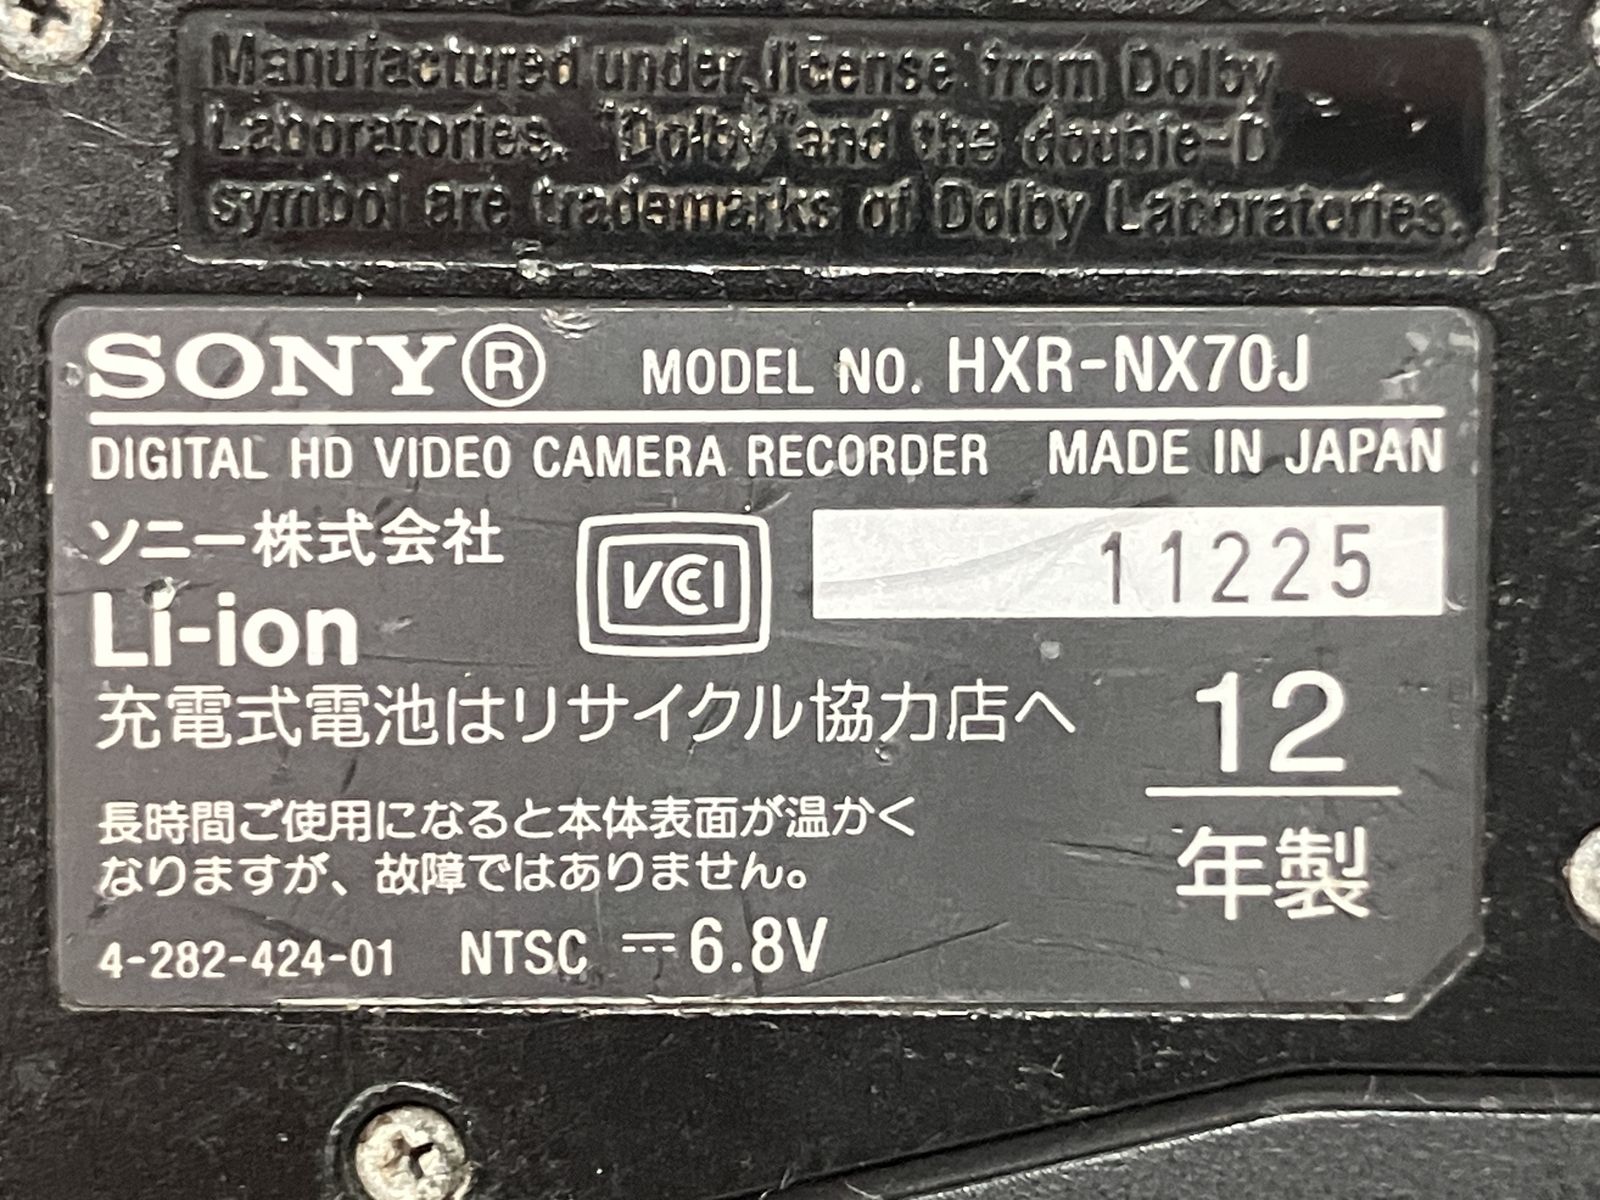 Manufactured under license from Dolby
Laboratories. "Dolby" and the double-D
symbol are trademarks of Dolby Laboratories.
SONY® MODEL NO. HXR-NX70J
DIGITAL HD VIDEO CAMERA RECORDER MADE IN JAPAN
ソニー株式会社
VCCI
11225
Li-ion
充電式電池はリサイクル協力店へ
12
年製
長時間ご使用になると本体表面が温かく
なりますが、故障ではありません。
4-282-424-01 NTSC ⎓6.8V